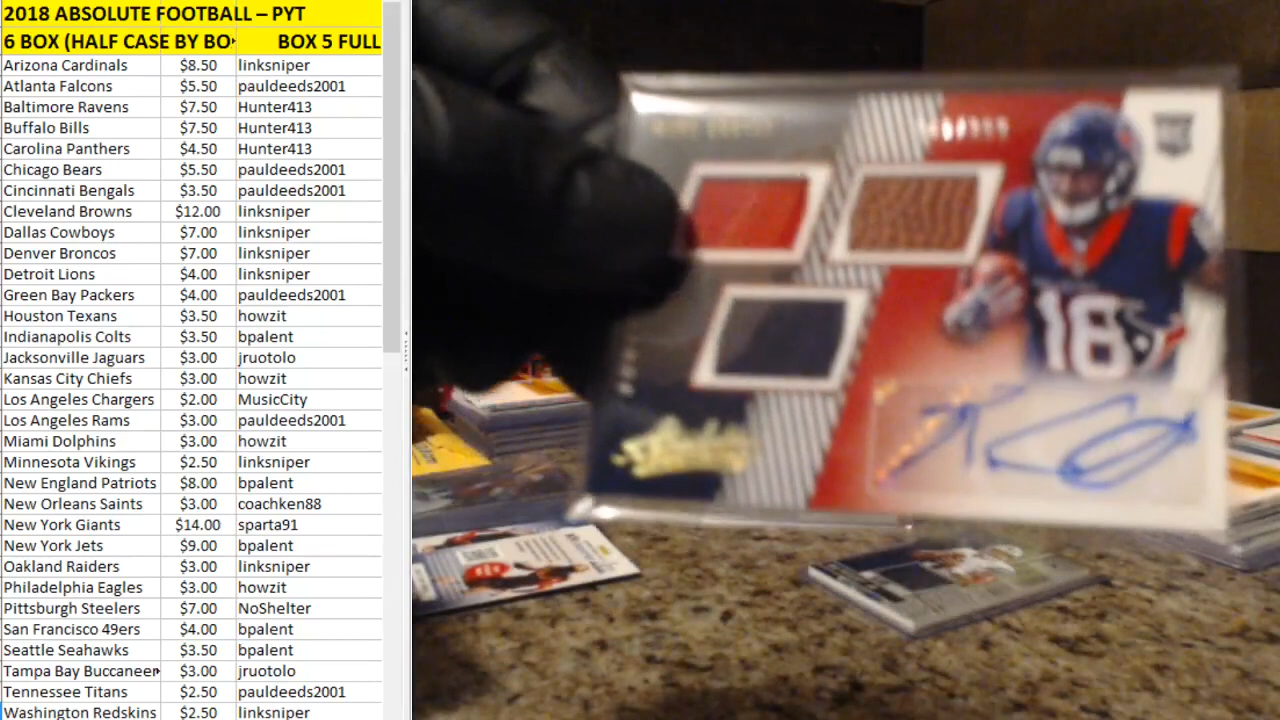 2018 ABSOLUTE FOOTBALL – PYT
6 BOX (HALF CASE BY BO BOX 5 FULL
Arizona Cardinals $8.50 linksniper
Atlanta Falcons $5.50 pauldeeds2001
Baltimore Ravens $7.50 Hunter413
Buffalo Bills $7.50 Hunter413
Carolina Panthers $4.50 Hunter413
Chicago Bears $5.50 pauldeeds2001
Cincinnati Bengals $3.50 pauldeeds2001
Cleveland Browns $12.00 linksniper
Dallas Cowboys $7.00 linksniper
Denver Broncos $7.00 linksniper
Detroit Lions $4.00 linksniper
Green Bay Packers $4.00 pauldeeds2001
Houston Texans $3.50 howzit
Indianapolis Colts $3.50 bpalent
Jacksonville Jaguars $3.00 jruotolo
Kansas City Chiefs $3.00 howzit
Los Angeles Chargers $2.00 MusicCity
Los Angeles Rams $3.00 pauldeeds2001
Miami Dolphins $3.00 howzit
Minnesota Vikings $2.50 linksniper
New England Patriots $8.00 bpalent
New Orleans Saints $3.00 coachken88
New York Giants $14.00 sparta91
New York Jets $9.00 bpalent
Oakland Raiders $3.00 linksniper
Philadelphia Eagles $3.00 howzit
Pittsburgh Steelers $7.00 NoShelter
San Francisco 49ers $4.00 bpalent
Seattle Seahawks $3.50 bpalent
Tampa Bay Buccaneer $3.00 jruotolo
Tennessee Titans $2.50 pauldeeds2001
Washington Redskins $2.50 linksniper
18